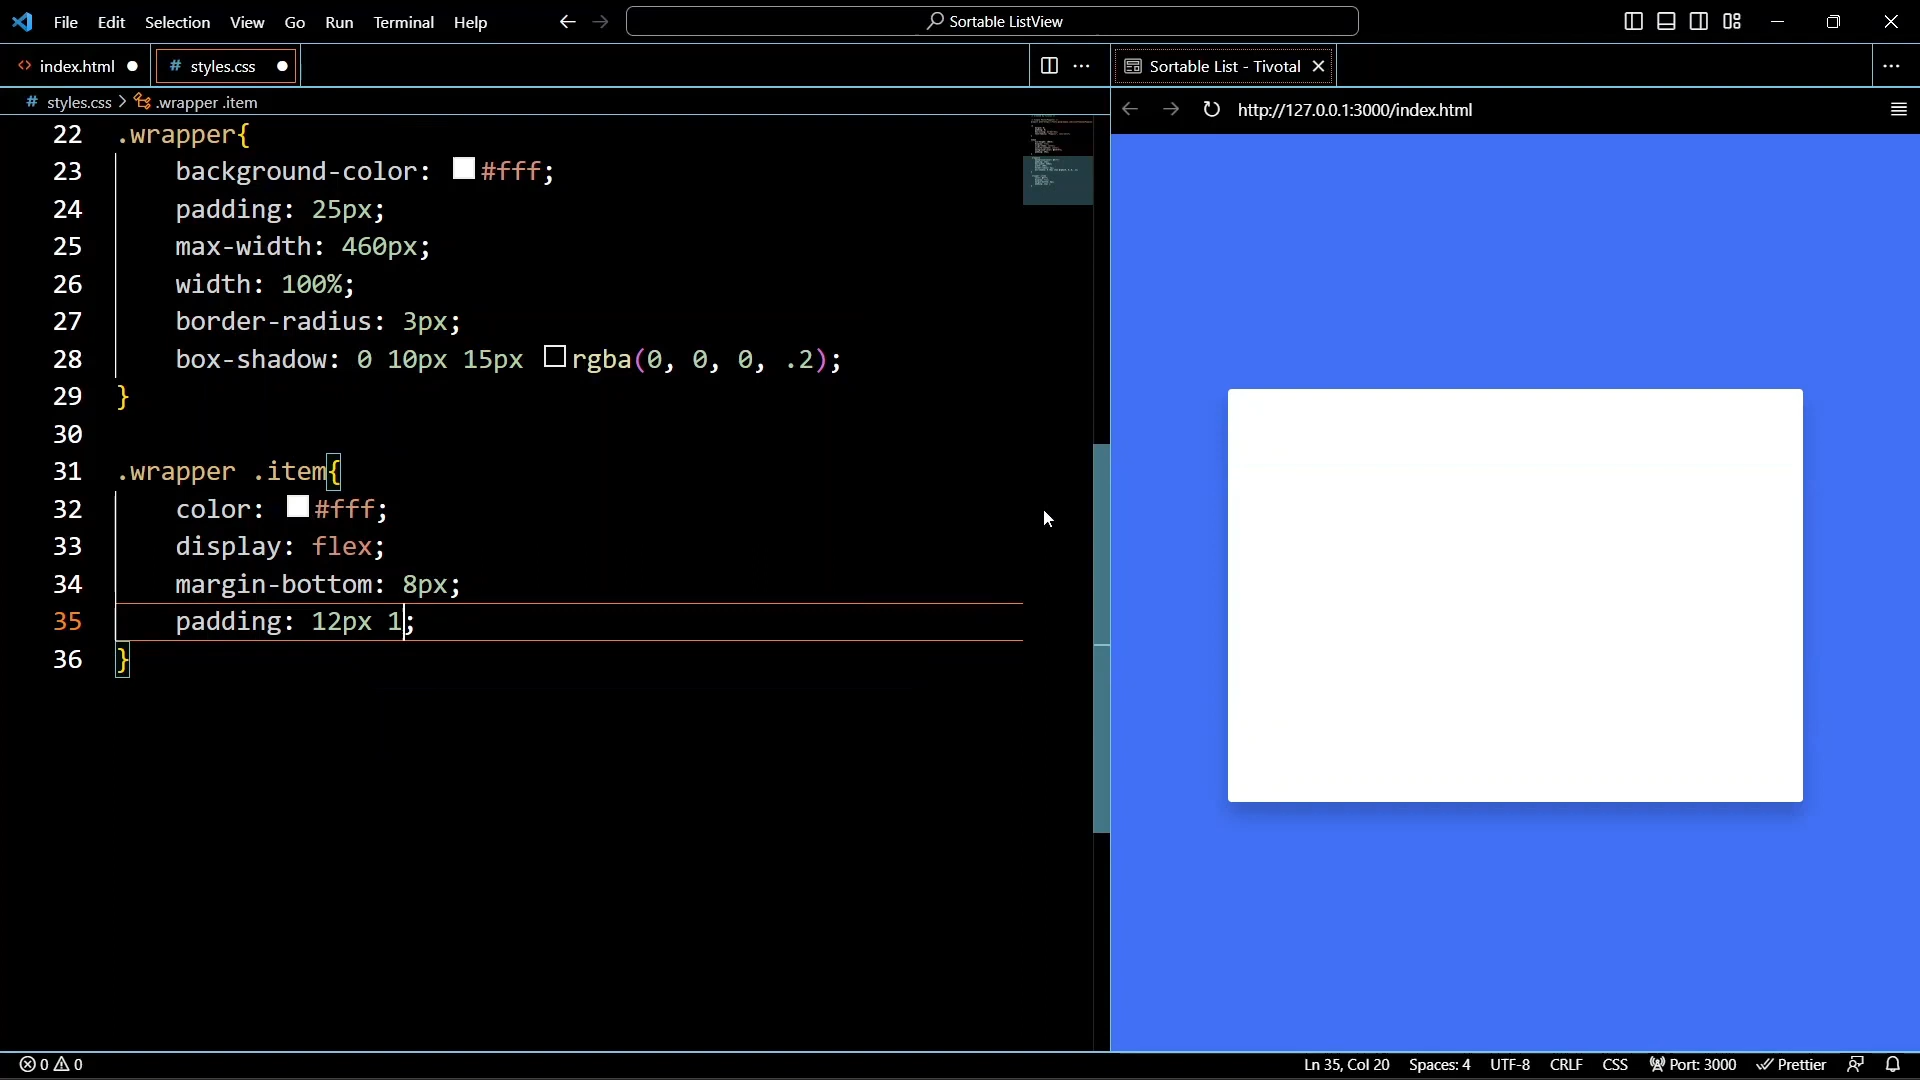 File Edit Selection View Go Run Terminal Help
Sortable ListView
index.html
# styles.css
Sortable List - Tivotal
# styles.css > .wrapper .item
http://127.0.0.1:3000/index.html
22 .wrapper{
23 background-color: #fff;
24 padding: 25px;
25 max-width: 460px;
26 width: 100%;
27 border-radius: 3px;
28 box-shadow: 0 10px 15px rgba(0, 0, 0, .2);
29 }
30
31 .wrapper .item{
32 color: #fff;
33 display: flex;
34 margin-bottom: 8px;
35 padding: 12px 1;
36 }
0 0 Ln 35, Col 20 Spaces: 4 UTF-8 CRLF CSS Port: 3000 Prettier